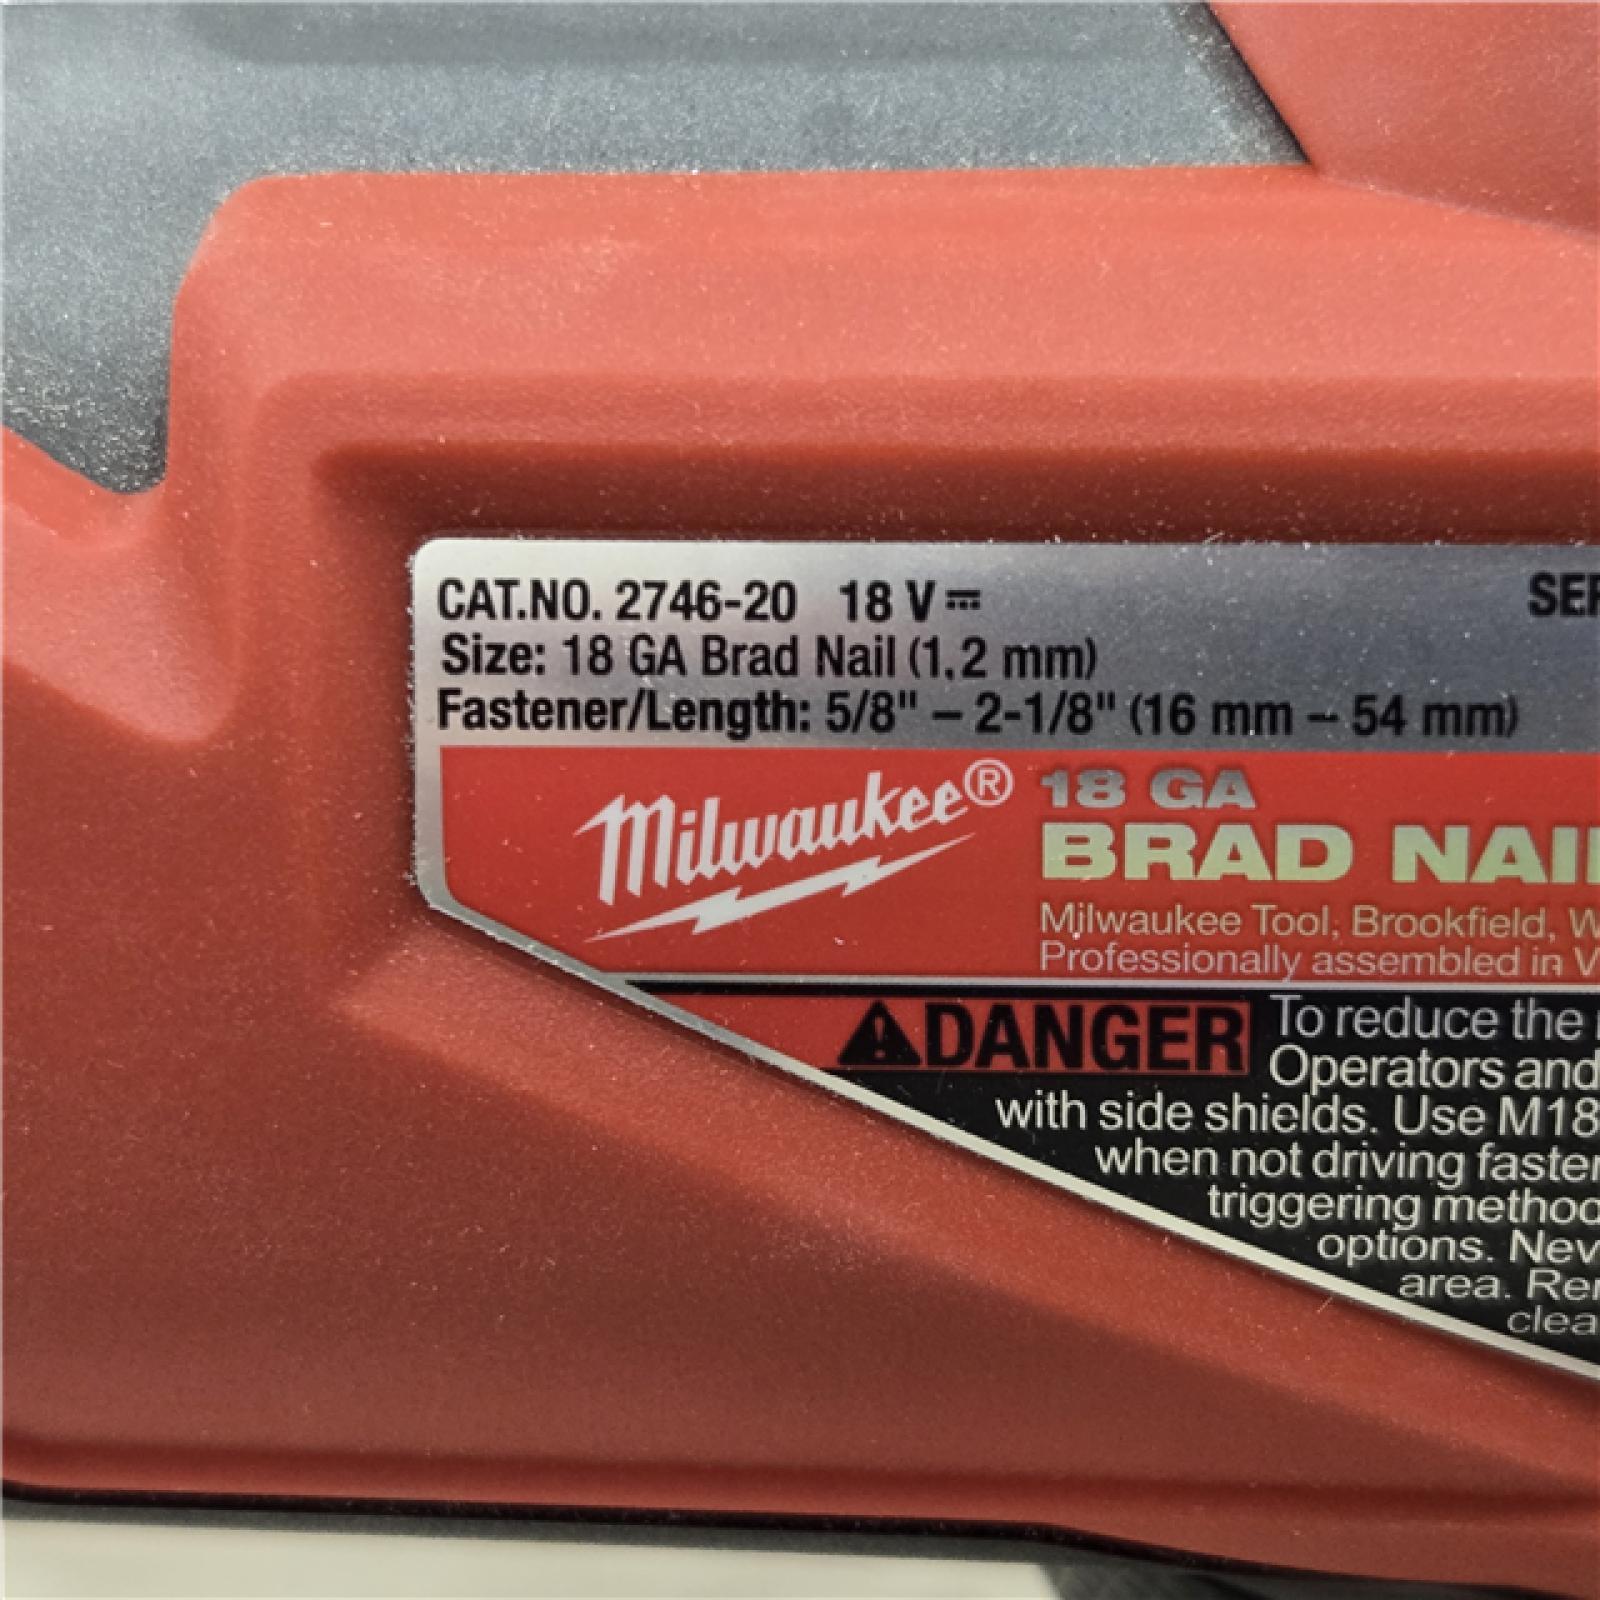 CAT.NO. 2746-20 18 V
SER
Size: 18 GA Brad Nail (1,2 mm)
Fastener/Length: 5/8" – 2-1/8" (16 mm – 54 mm)
Milwaukee®
18 GA
BRAD NAI
Milwaukee Tool, Brookfield, W
Professionally assembled in V
DANGER To reduce the
Operators and
with side shields. Use M18
when not driving faste
triggering metho
options. Nev
area. Re
clea